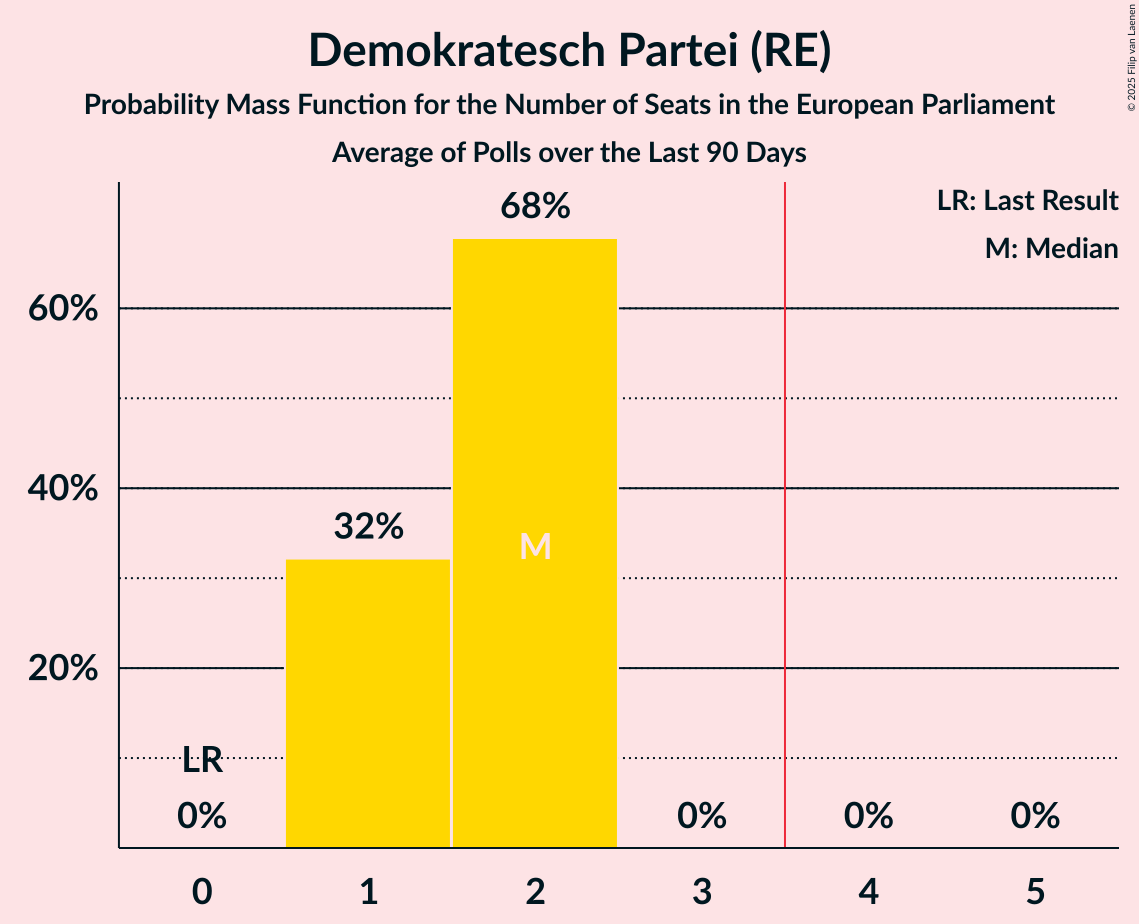 Demokratesch Partei (RE)
Probability Mass Function for the Number of Seats in the European Parliament
Average of Polls over the Last 90 Days
© 2025 Filip van Laenen
LR: Last Result
M: Median
68%
60%
40%
32%
M
20%
LR
0%
0%
0%
0%
0 1 2 3 4 5